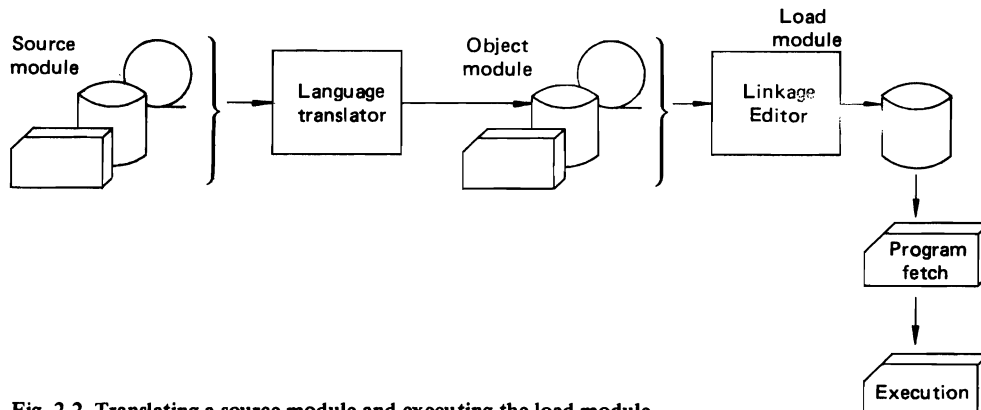 Source
module
Language
translator
Object
module
Load
module
Linkage
Editor
Program
fetch
Execution
Fig. 2.2 Translating a source module and executing the load module